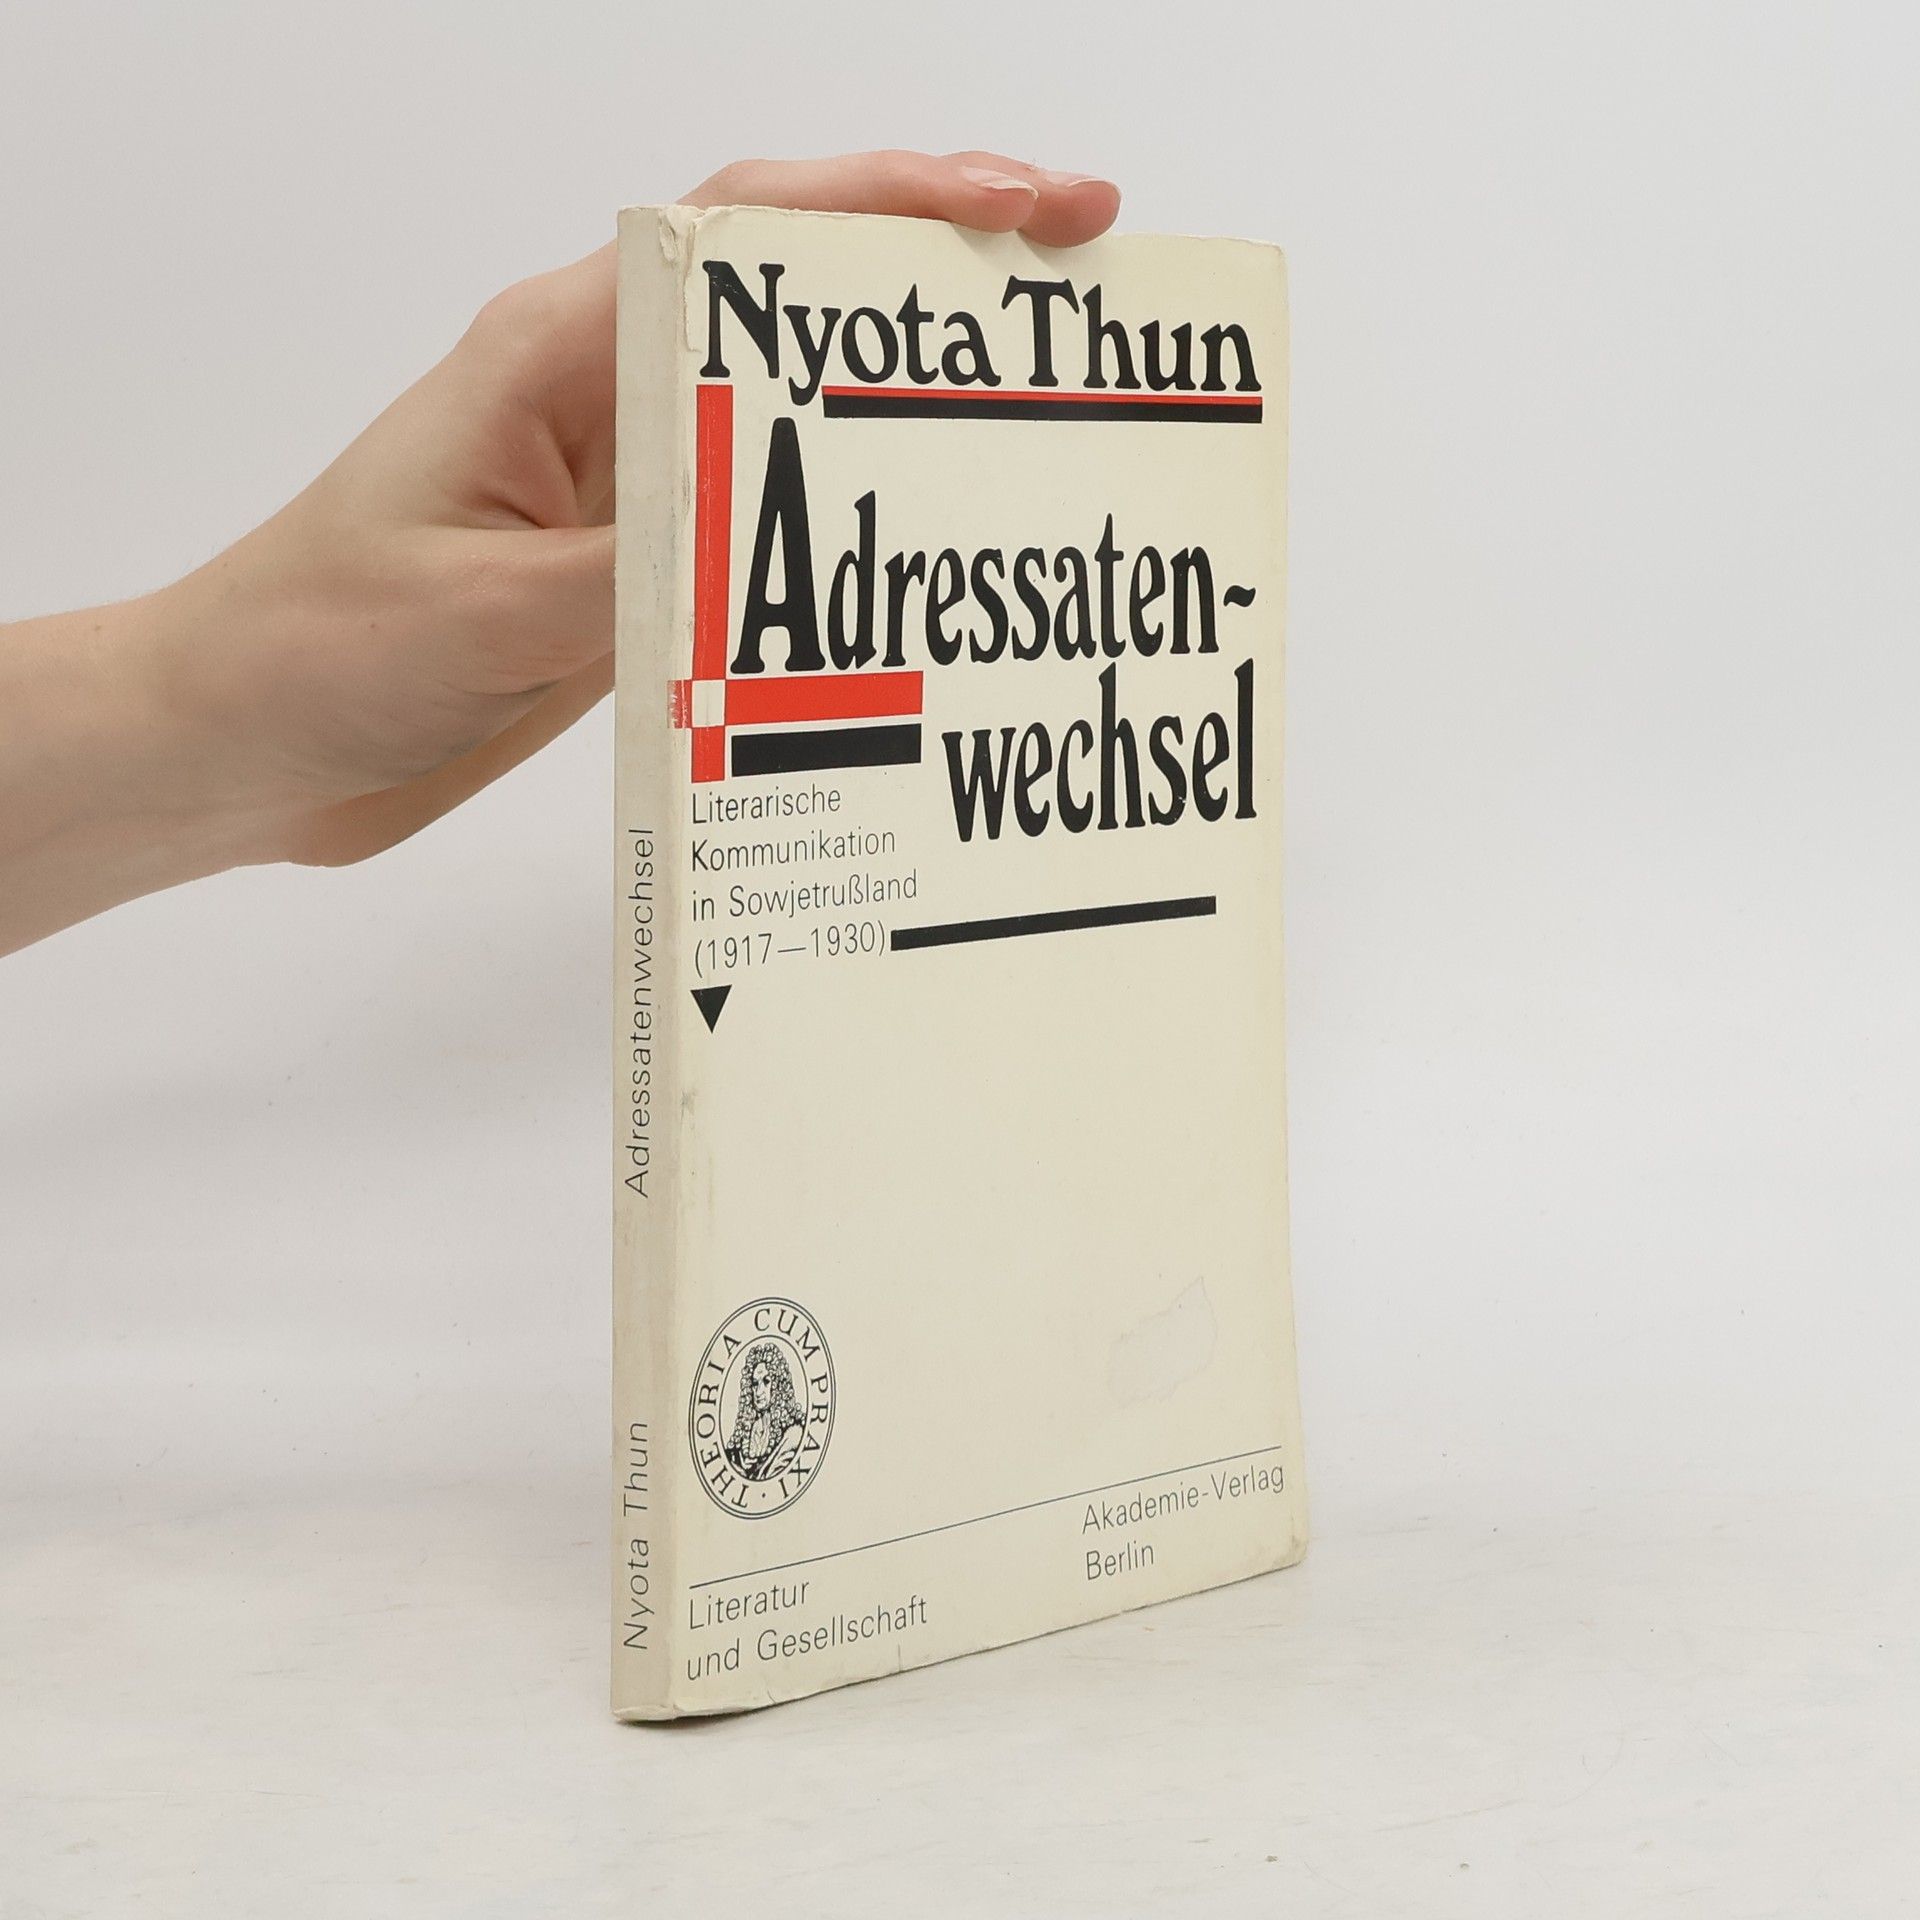 Nyota Thun
Adressaten-
wechsel
Literarische
Kommunikation
in Sowjetrußland
(1917—1930)
THEORIA CUM PRAXI ·
Akademie-Verlag
Berlin
Literatur
und Gesellschaft
Nyota Thun Adressatenwechsel